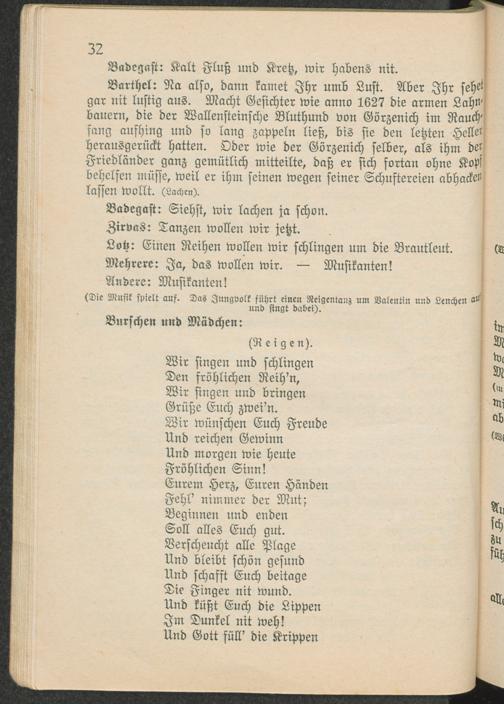 32
Badegast: Kalt Fluß und Kretz, wir habens nit.
Barthel: Na also, dann kamet Ihr umb Lust. Aber Ihr sehet
gar nit lustig aus. Macht Gesichter wie anno 1627 die armen Lahn-
bauern, die der Wallensteinsche Bluthund von Görzenich im Rauch-
fang aufhing und so lang zappeln ließ, bis sie den letzten Heller
herausgerückt hatten. Oder wie der Görzenich selber, als ihm der
Friedländer ganz gemütlich mitteilte, daß er sich fortan ohne Kopf
behelfen müsse, weil er ihm seinen wegen seiner Schuftereien abhacken
lassen wollt. (Lachen).
Badegast: Siehst, wir lachen ja schon.
Zirvas: Tanzen wollen wir jetzt.
Lotz: Einen Reihen wollen wir schlingen um die Brautleut.
Mehrere: Ja, das wollen wir. — Musikanten!
Andere: Musikanten!
(Die Musik spielt auf. Das Jungvolk führt einen Reigentanz um Valentin und Lenchen auf
und singt dabei).
Burschen und Mädchen:
(Reigen).
Wir singen und schlingen
Den fröhlichen Reih'n,
Wir singen und bringen
Grüße Euch zwei'n.
Wir wünschen Euch Freude
Und reichen Gewinn
Und morgen wie heute
Fröhlichen Sinn!
Eurem Herz, Euren Händen
Fehl' nimmer der Mut;
Beginnen und enden
Soll alles Euch gut.
Verscheucht alle Plage
Und bleibt schön gesund
Und schafft Euch beitage
Die Finger nit wund.
Und küßt Euch die Lippen
Im Dunkel nit weh!
Und Gott füll' die Krippen